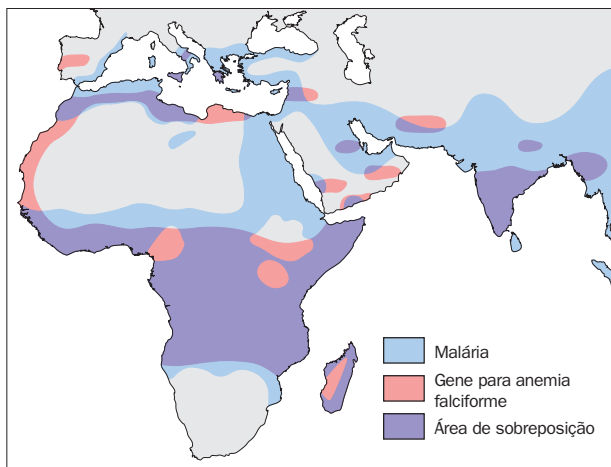 Malária
Gene para anemia
falciforme
Área de sobreposição